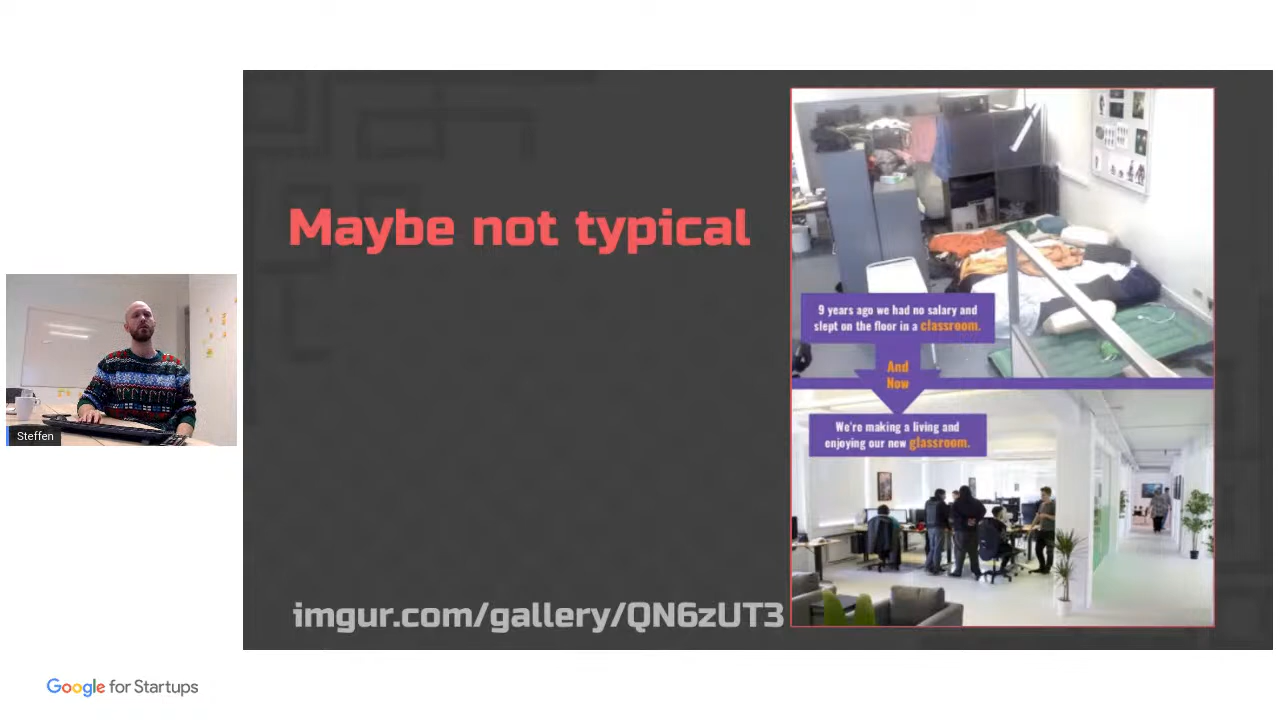 Maybe not typical
9 years ago we had no salary and
slept on the floor in a classroom.
And
Now
We're making a living and
enjoying our new glassroom.
imgur.com/gallery/QN6zUT3
Steffen
Google for Startups